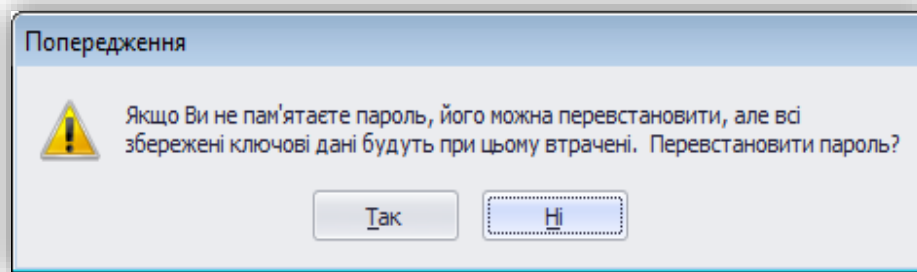 Попередження
Якщо Ви не пам'ятаєте пароль, його можна перевстановити, але всі
збережені ключові дані будуть при цьому втрачені.  Перевстановити пароль?
Так
Ні